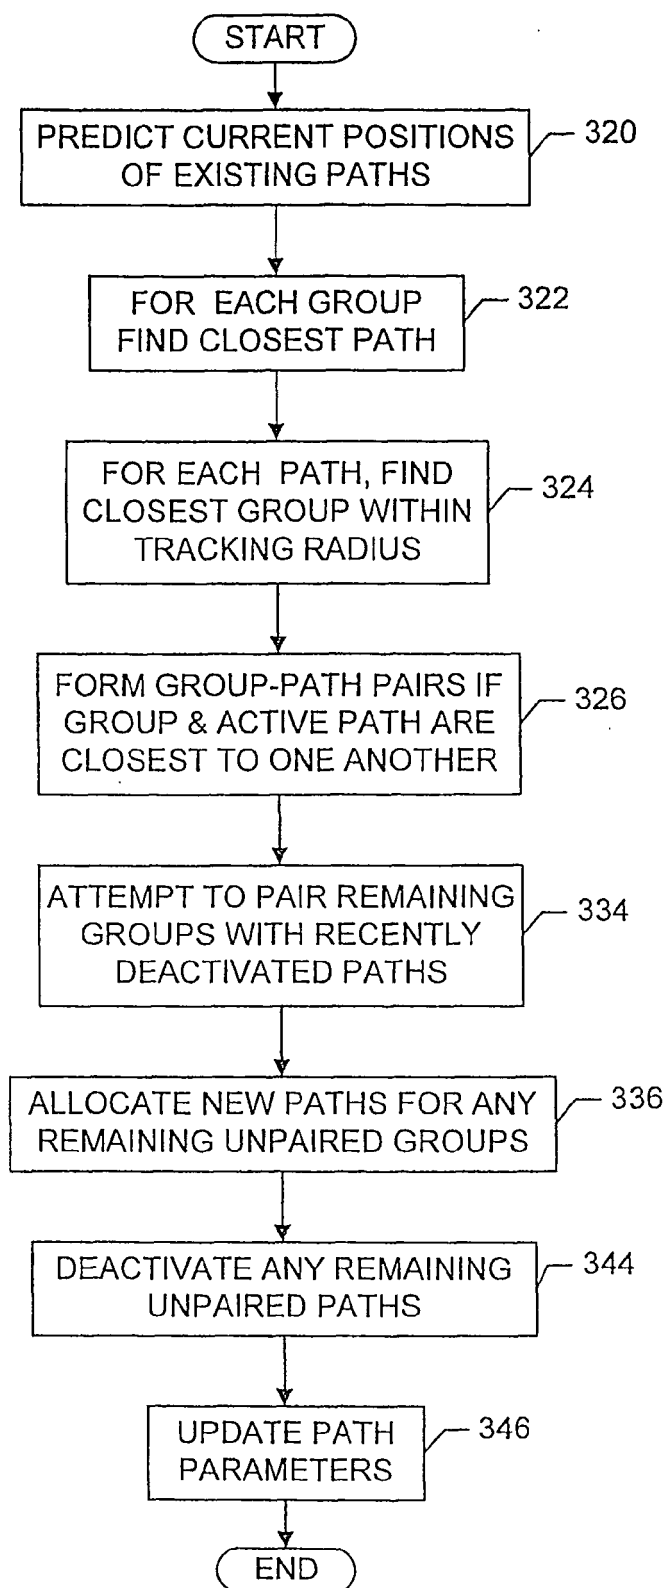 START
PREDICT CURRENT POSITIONS
OF EXISTING PATHS
320
FOR EACH GROUP
FIND CLOSEST PATH
322
FOR EACH PATH, FIND
CLOSEST GROUP WITHIN
TRACKING RADIUS
324
FORM GROUP-PATH PAIRS IF
GROUP & ACTIVE PATH ARE
CLOSEST TO ONE ANOTHER
326
ATTEMPT TO PAIR REMAINING
GROUPS WITH RECENTLY
DEACTIVATED PATHS
334
ALLOCATE NEW PATHS FOR ANY
REMAINING UNPAIRED GROUPS
336
DEACTIVATE ANY REMAINING
UNPAIRED PATHS
344
UPDATE PATH
PARAMETERS
346
END